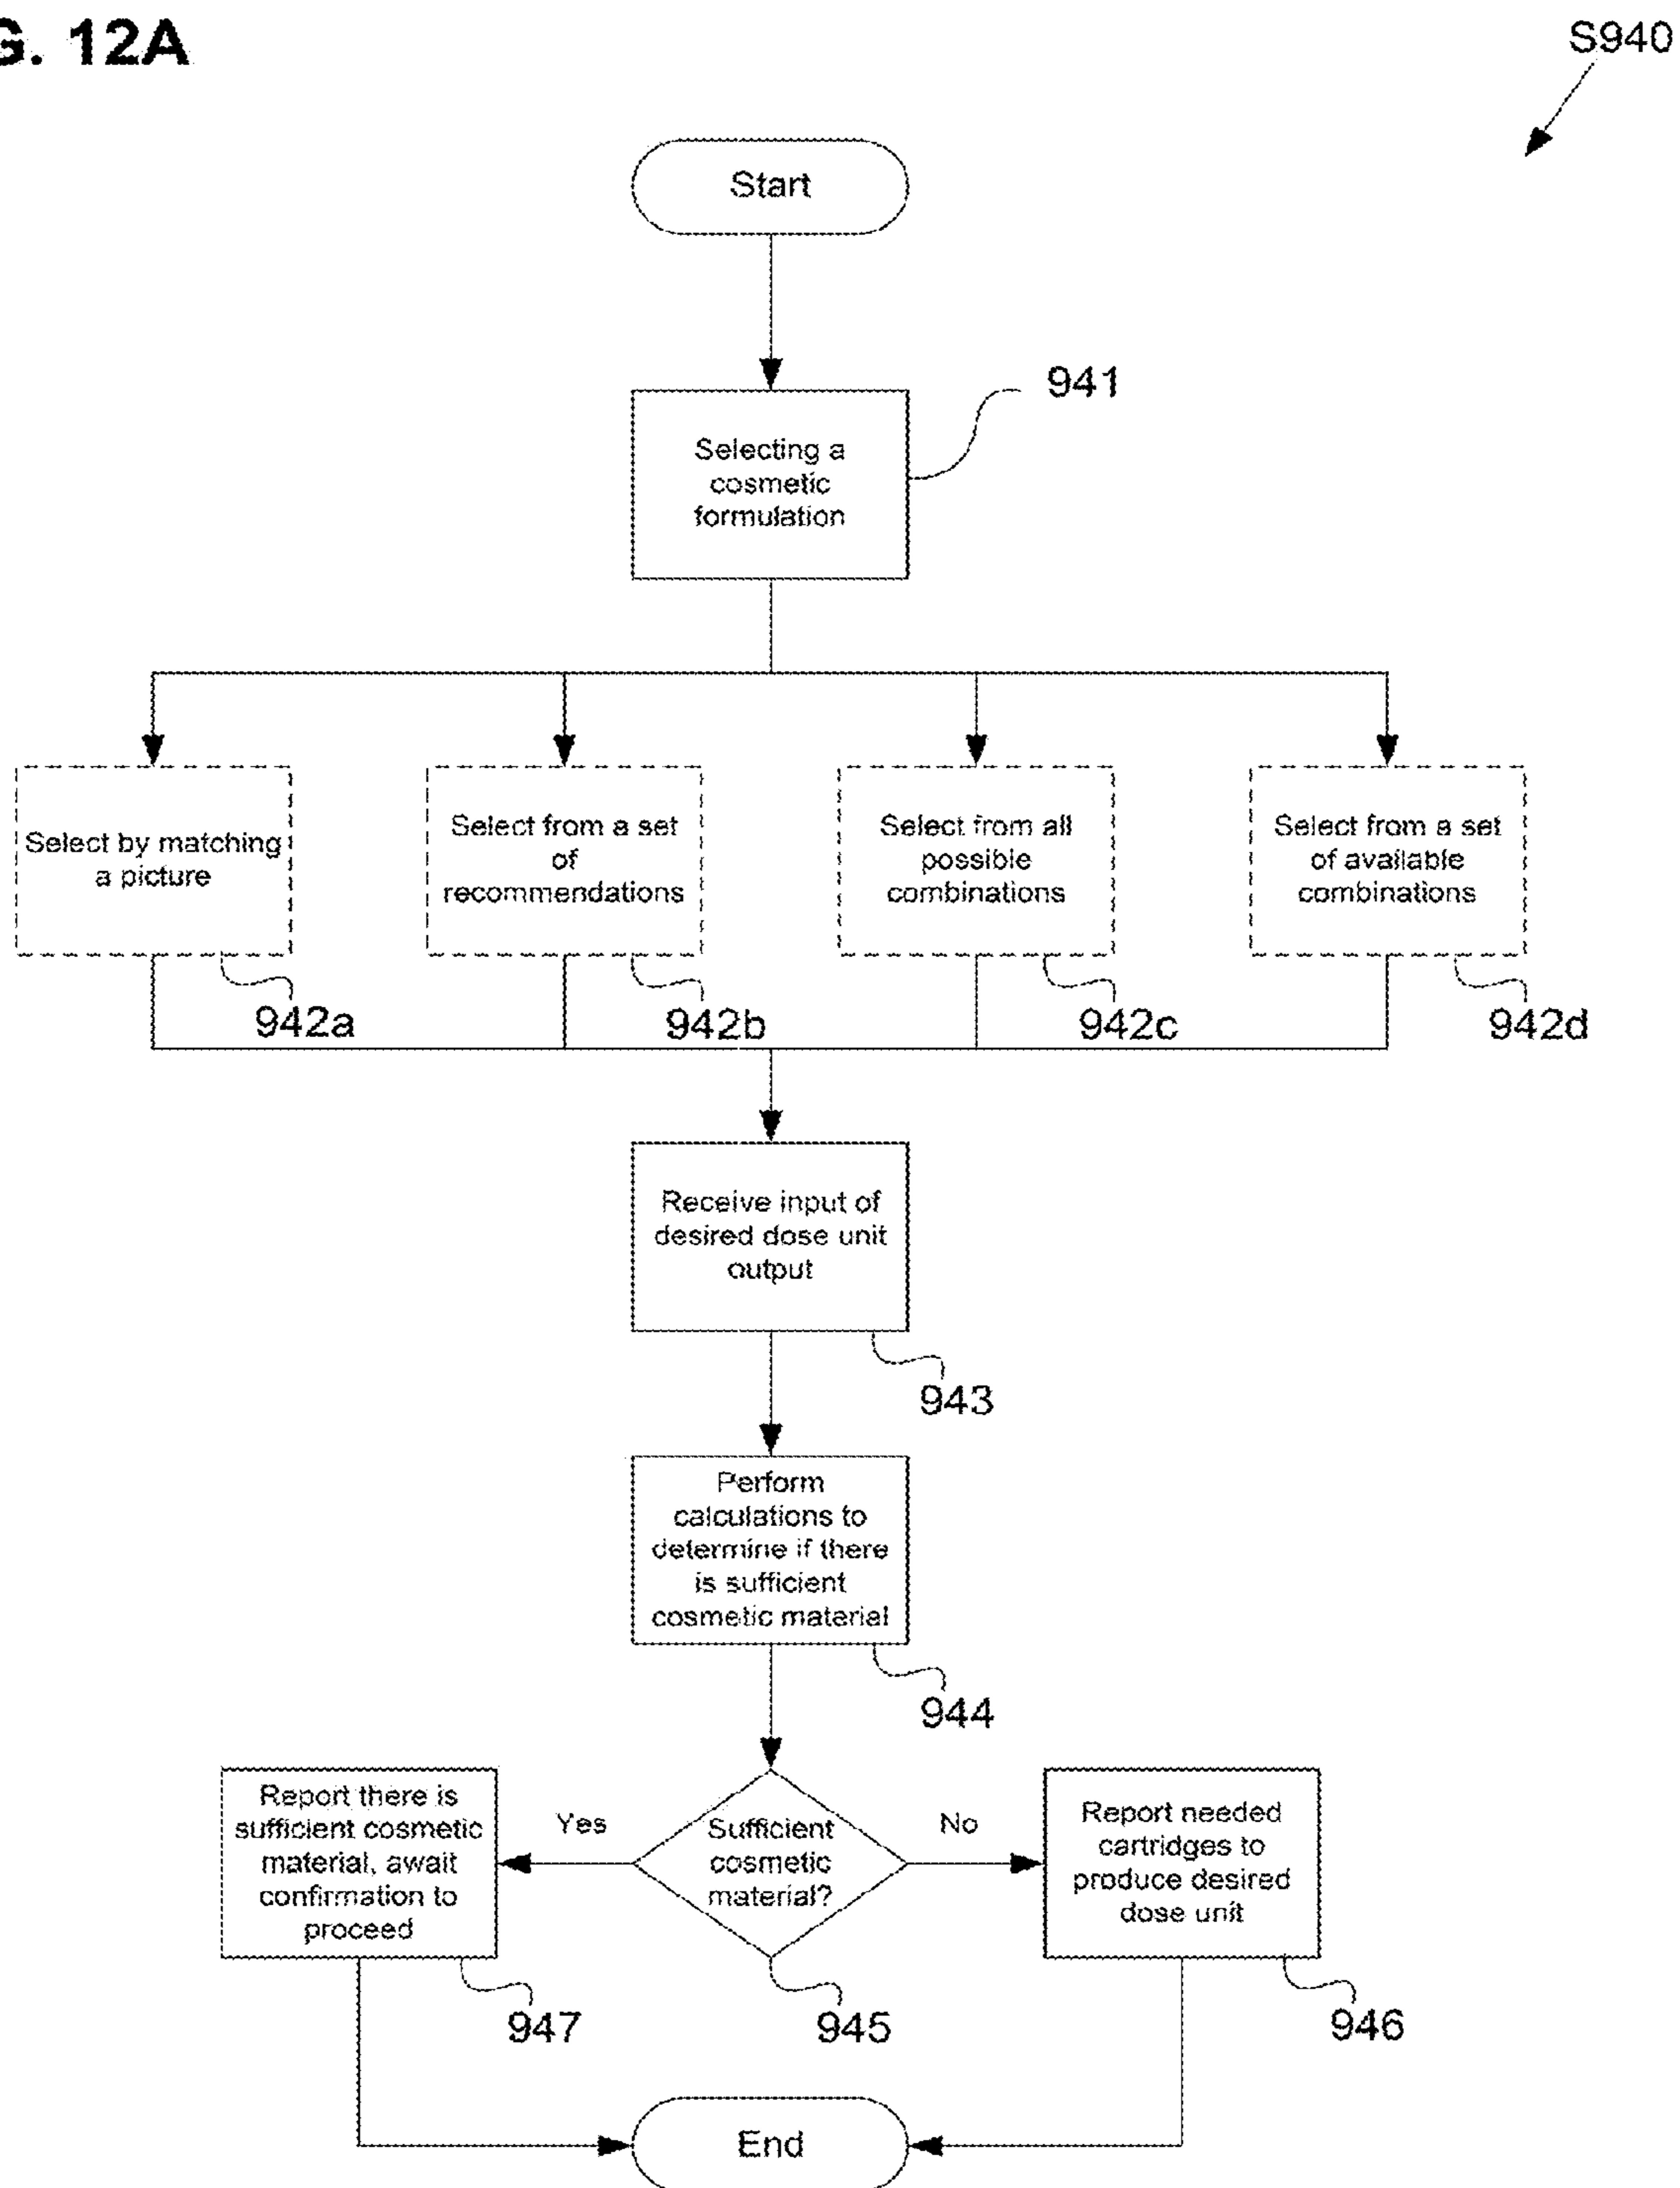 G. 12A
S940
Start
941
Selecting a
cosmetic
formulation
Select by matching
a picture
Select from a set
of
recommendations
Select from all
possible
combinations
Select from a set
of available
combinations
942a
942b
942c
942d
Receive input of
desired dose unit
output
943
Perform
calculations to
determine if there
is sufficient
cosmetic material
944
Report there is
sufficient cosmetic
material, await
confirmation to
proceed
Yes
Sufficient
cosmetic
material?
No
Report needed
cartridges to
produce desired
dose unit
947
945
946
End